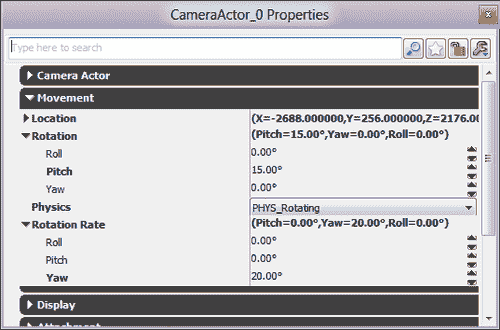 CameraActor_0 Properties
Type here to search
Camera Actor
Movement
Location (X=-2688.000000,Y=256.000000,Z=2176.00
Rotation (Pitch=15.00°,Yaw=0.00°,Roll=0.00°)
Roll 0.00°
Pitch 15.00°
Yaw 0.00°
Physics PHYS_Rotating
Rotation Rate (Pitch=0.00°,Yaw=20.00°,Roll=0.00°)
Roll 0.00°
Pitch 0.00°
Yaw 20.00°
Display
Attachment